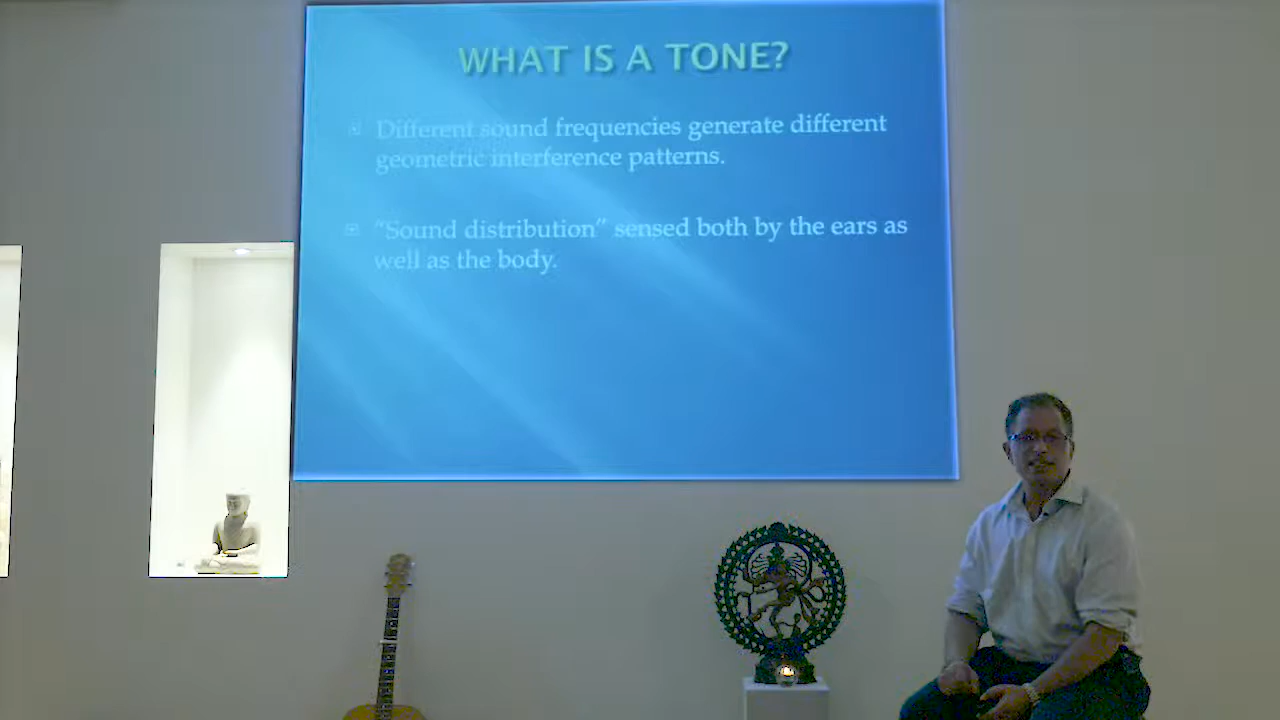 WHAT IS A TONE?
Different sound frequencies generate different
geometric interference patterns.
“Sound distribution” sensed both by the ears as
well as the body.